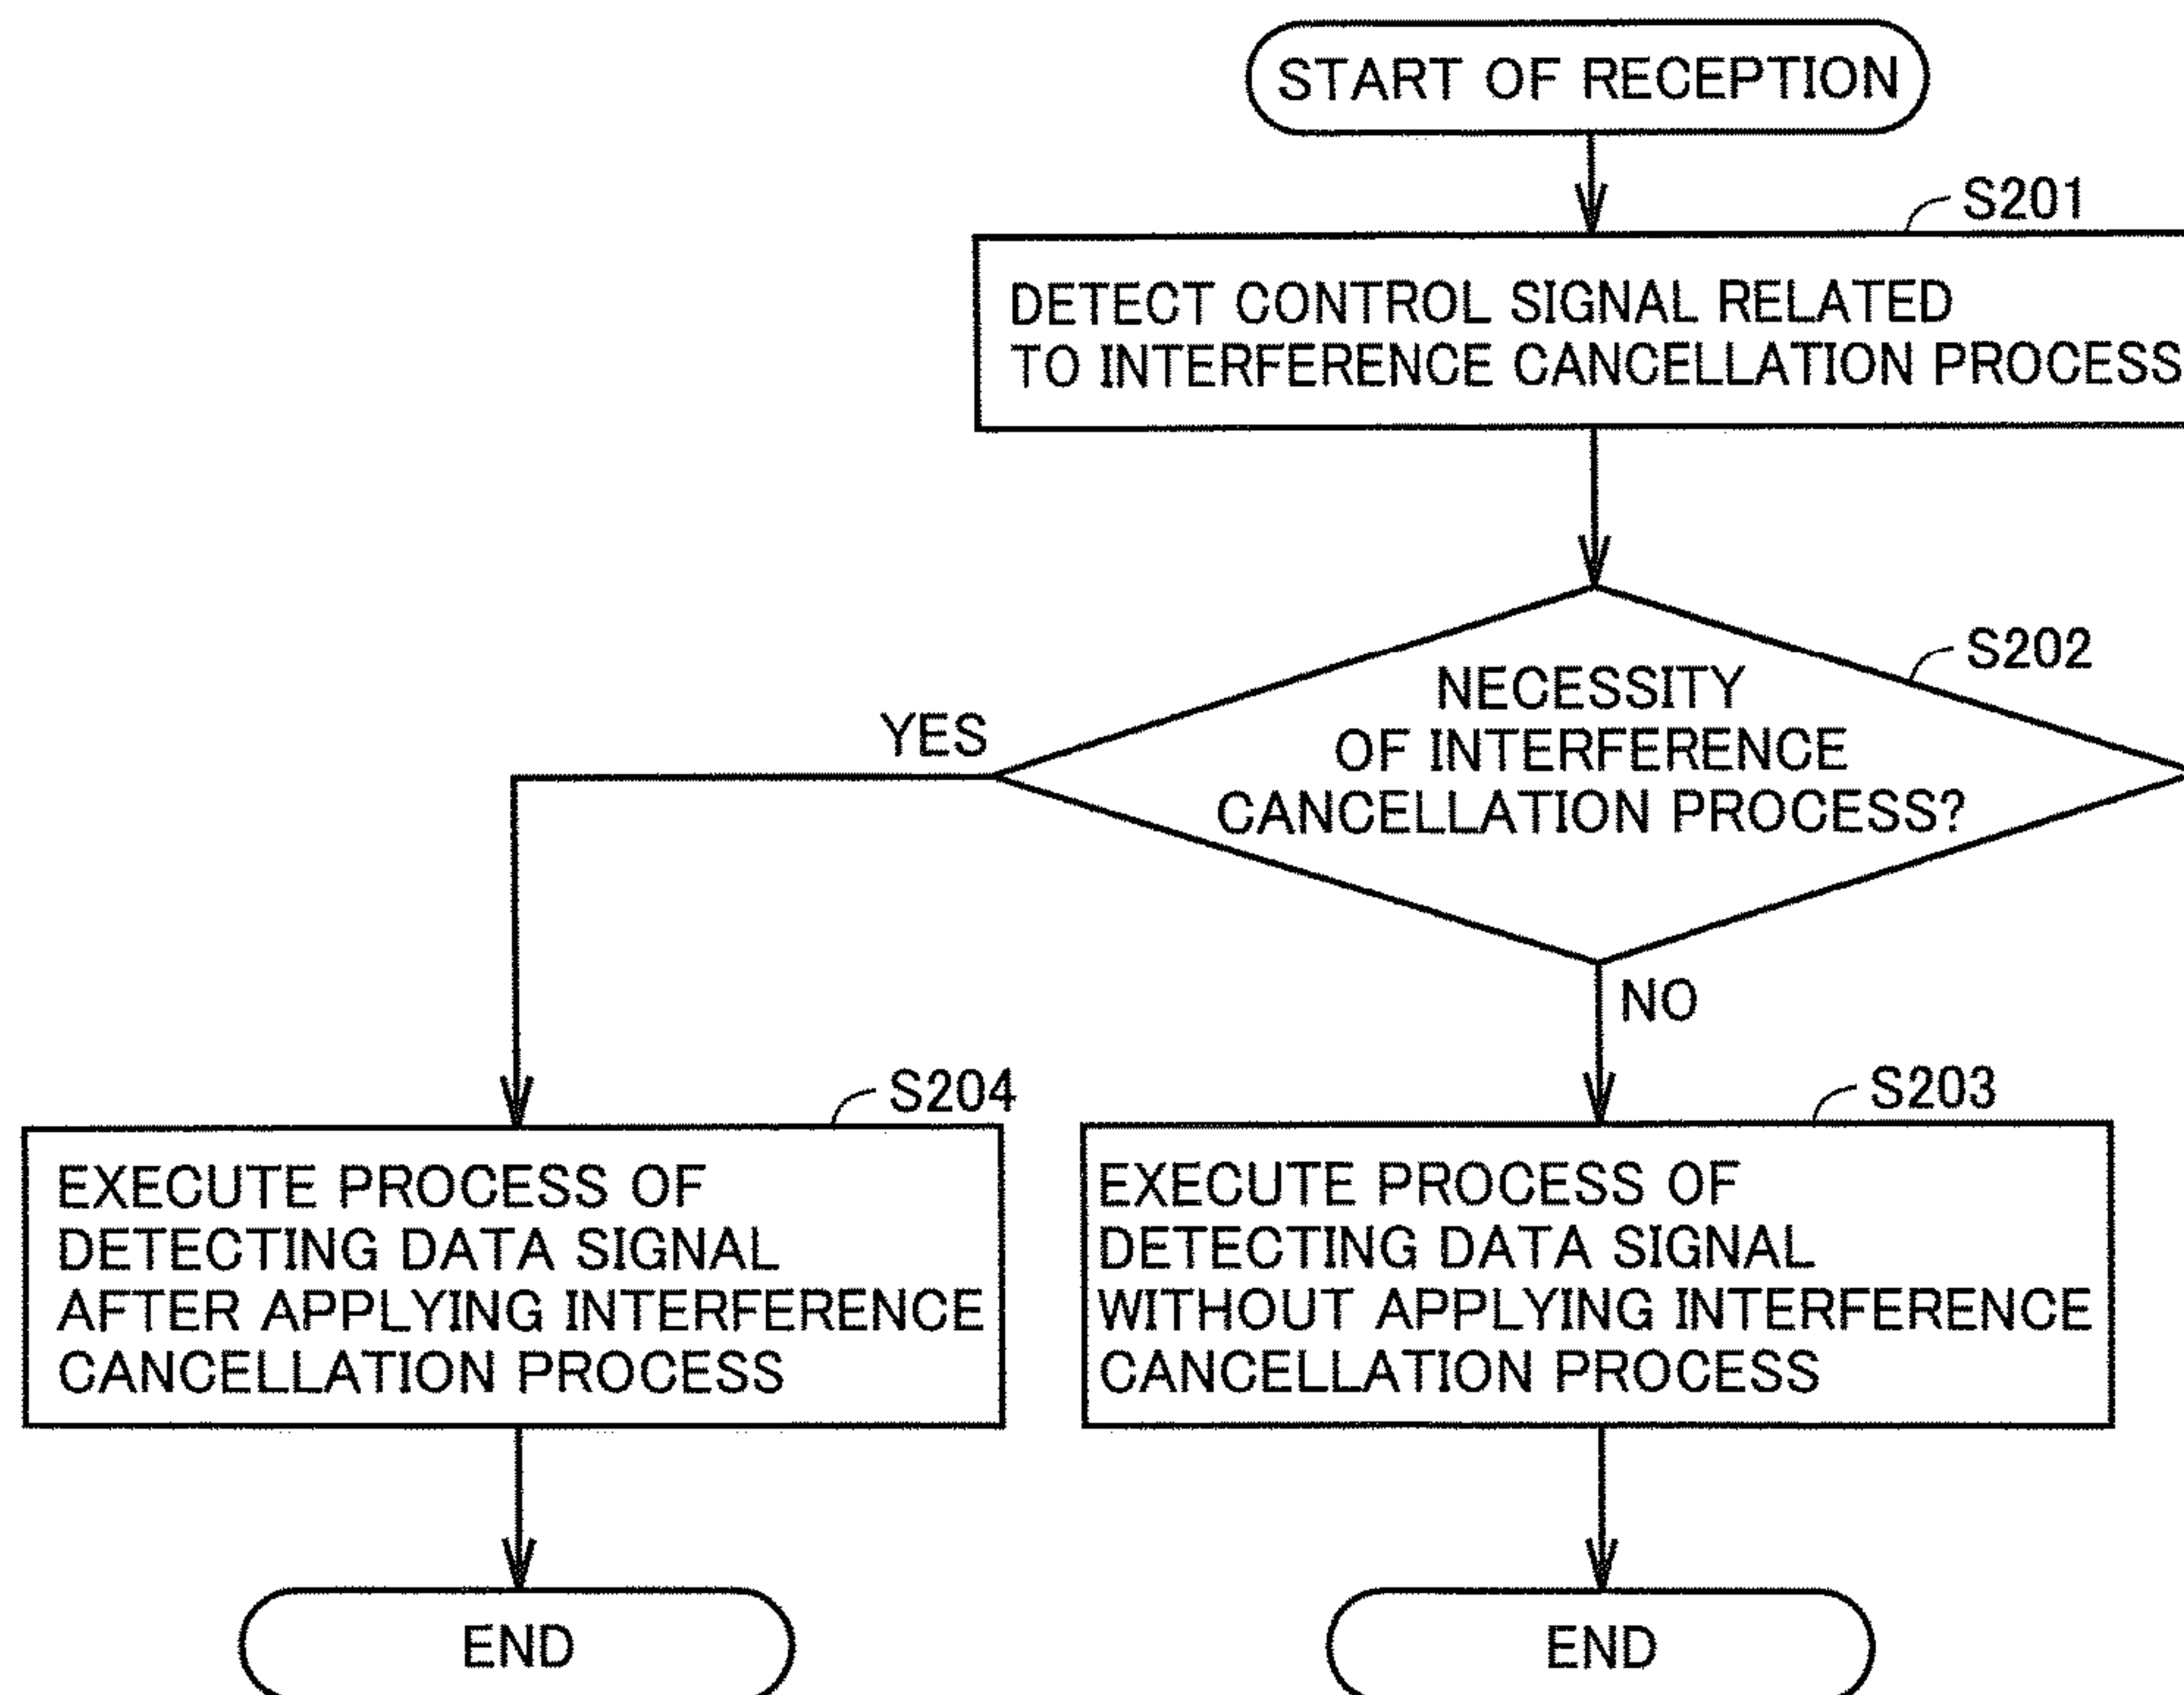 START OF RECEPTION
S201
DETECT CONTROL SIGNAL RELATED
TO INTERFERENCE CANCELLATION PROCESS
S202
NECESSITY
OF INTERFERENCE
CANCELLATION PROCESS?
YES
NO
S204
EXECUTE PROCESS OF
DETECTING DATA SIGNAL
AFTER APPLYING INTERFERENCE
CANCELLATION PROCESS
S203
EXECUTE PROCESS OF
DETECTING DATA SIGNAL
WITHOUT APPLYING INTERFERENCE
CANCELLATION PROCESS
END
END